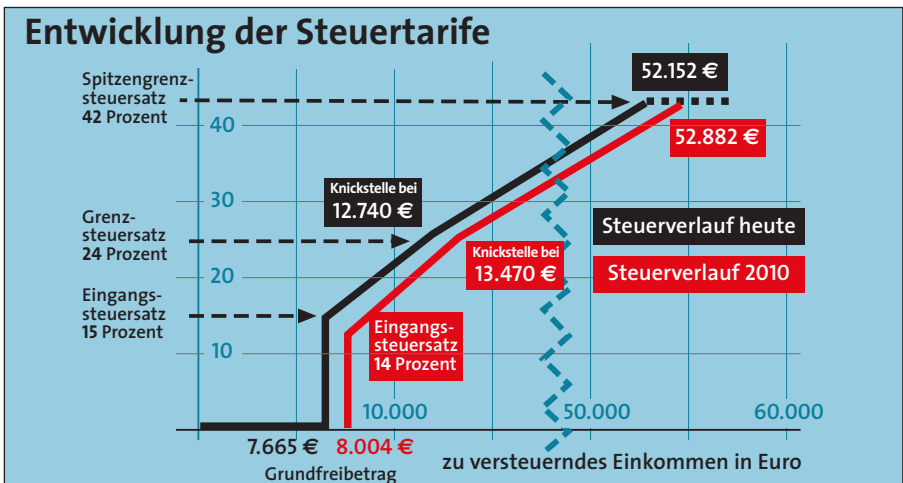 Entwicklung der Steuertarife
Spitzengrenz-
steuersatz
42 Prozent
52.152 €
40
52.882 €
30
Knickstelle bei
12.740 €
Grenz-
steuersatz
24 Prozent
Steuerverlauf heute
Knickstelle bei
13.470 €
Steuerverlauf 2010
20
Eingangs-
steuersatz
15 Prozent
Eingangs-
steuersatz
14 Prozent
10
10.000
50.000
60.000
7.665 €
8.004 €
Grundfreibetrag
zu versteuerndes Einkommen in Euro